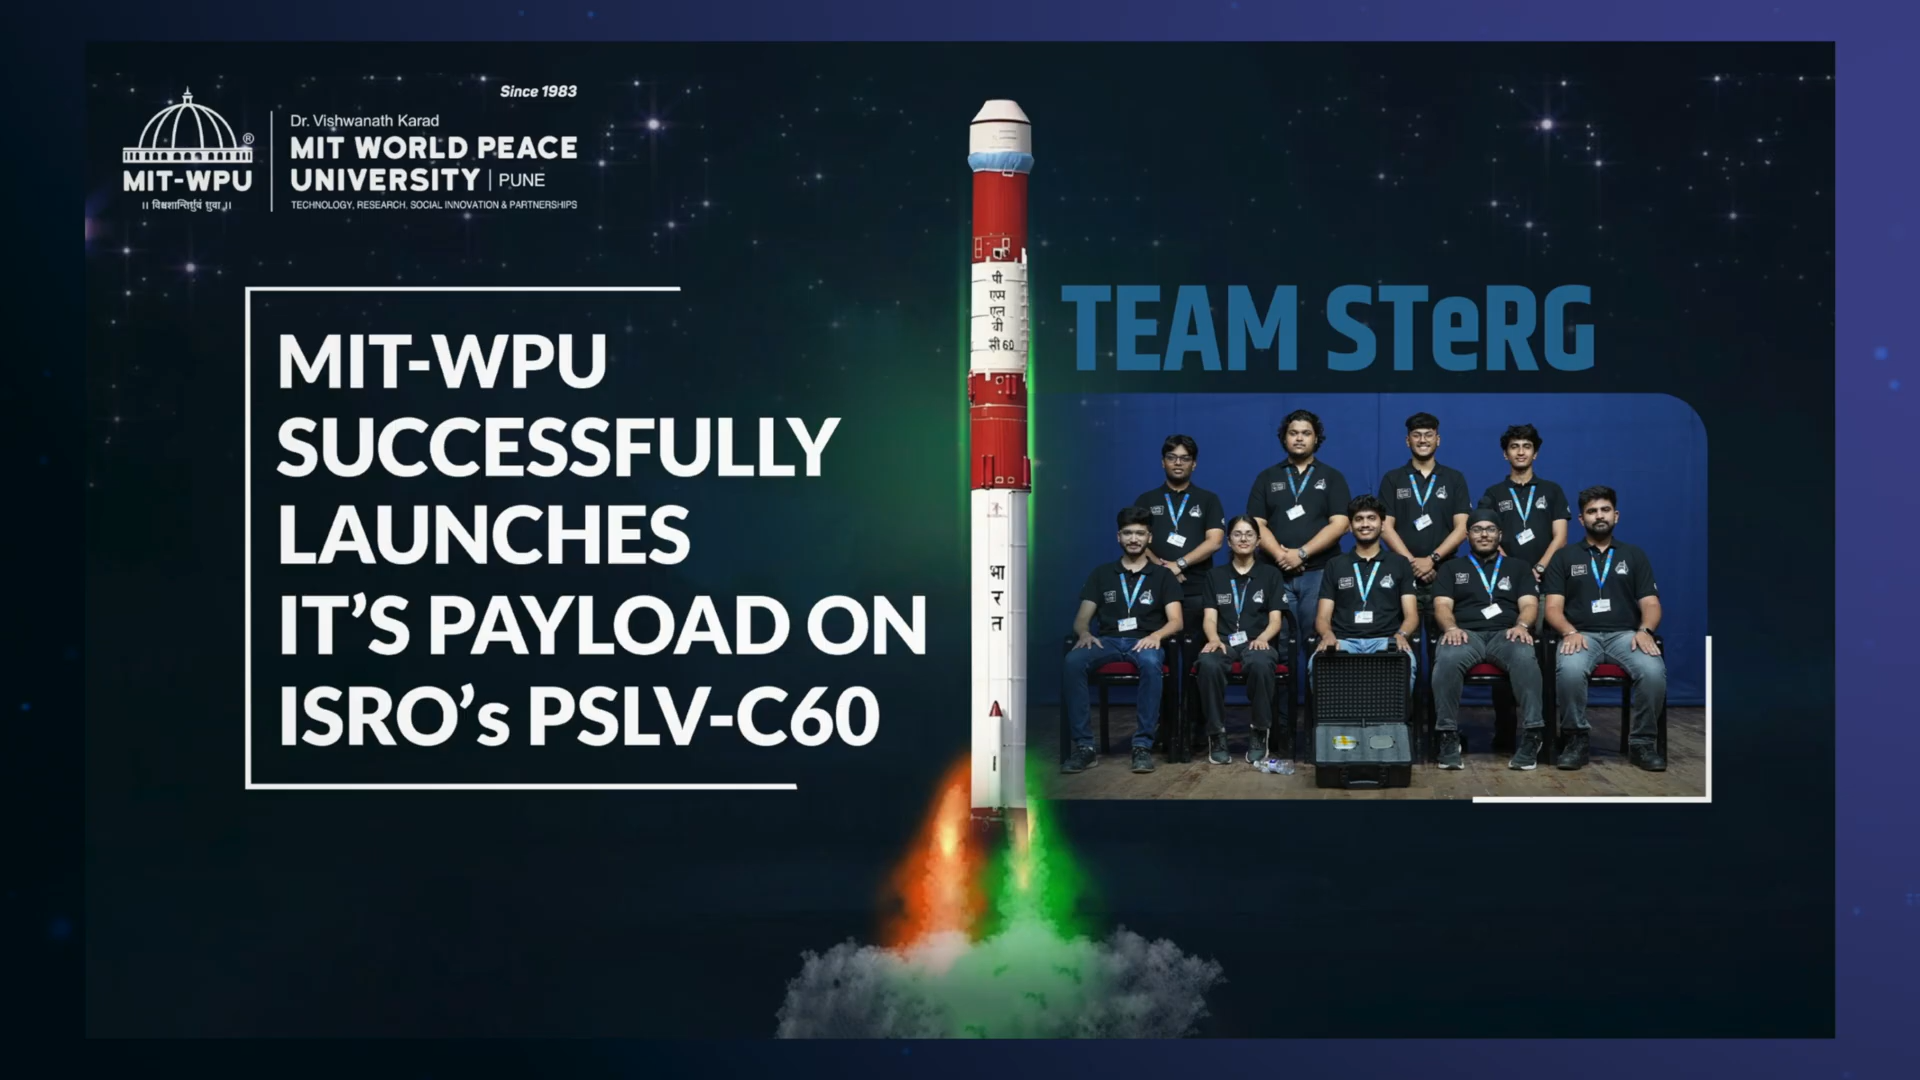 Since 1983
Dr. Vishwanath Karad
MIT WORLD PEACE
UNIVERSITY | PUNE
TECHNOLOGY, RESEARCH, SOCIAL INNOVATION & PARTNERSHIPS
®
MIT-WPU
॥ विश्वशान्तिर्ध्रुवं ध्रुवा ॥
MIT-WPU
SUCCESSFULLY
LAUNCHES
IT’S PAYLOAD ON
ISRO’s PSLV-C60
पी
एस
एल
वी
सी 60
भा
र
त
TEAM STeRG